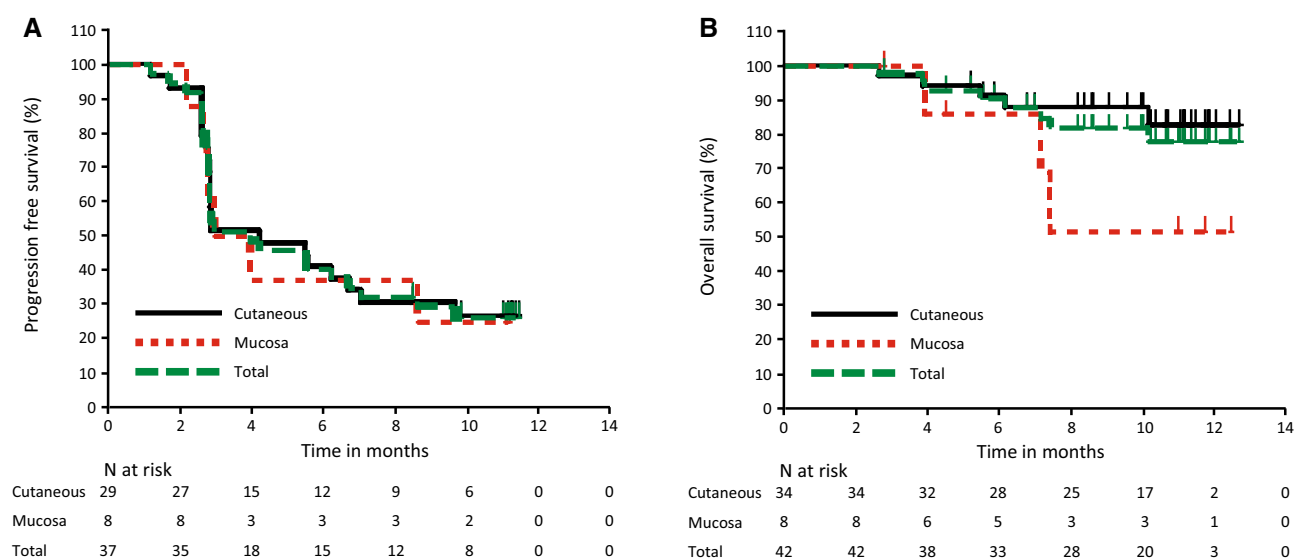 A
Progression free survival (%)
110
100
90
80
70
60
50
40
30
20
10
0
Cutaneous
Mucosa
Total
0 2 4 6 8 10 12 14
Time in months
N at risk
Cutaneous 29 27 15 12 9 6 0 0
Mucosa 8 8 3 3 3 2 0 0
Total 37 35 18 15 12 8 0 0
B
Overall survival (%)
110
100
90
80
70
60
50
40
30
20
10
0
Cutaneous
Mucosa
Total
0 2 4 6 8 10 12 14
Time in months
N at risk
Cutaneous 34 34 32 28 25 17 2 0
Mucosa 8 8 6 5 3 3 1 0
Total 42 42 38 33 28 20 3 0